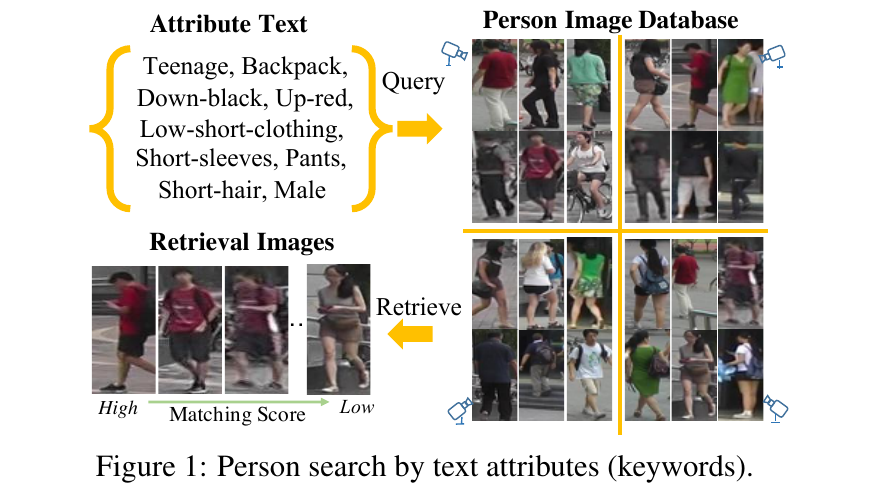 Attribute Text
Teenage, Backpack,
Down-black, Up-red,
Low-short-clothing,
Short-sleeves, Pants,
Short-hair, Male
Query
Person Image Database
Retrieval Images
Retrieve
..
High
Matching Score
Low
Figure 1: Person search by text attributes (keywords).